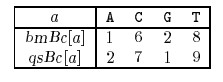 a A C G T
bmBc[a] 1 6 2 8
qsBc[a] 2 7 1 9